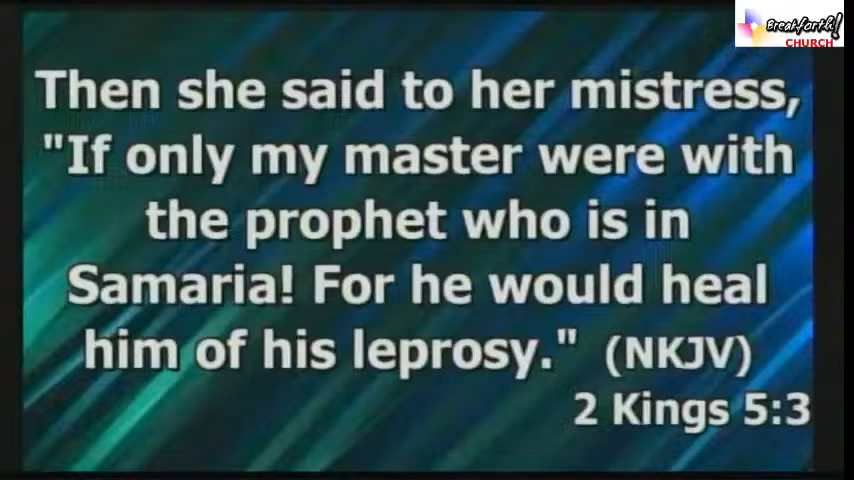 Breakforth!
CHURCH
Then she said to her mistress,
"If only my master were with
the prophet who is in
Samaria! For he would heal
him of his leprosy." (NKJV)
2 Kings 5:3